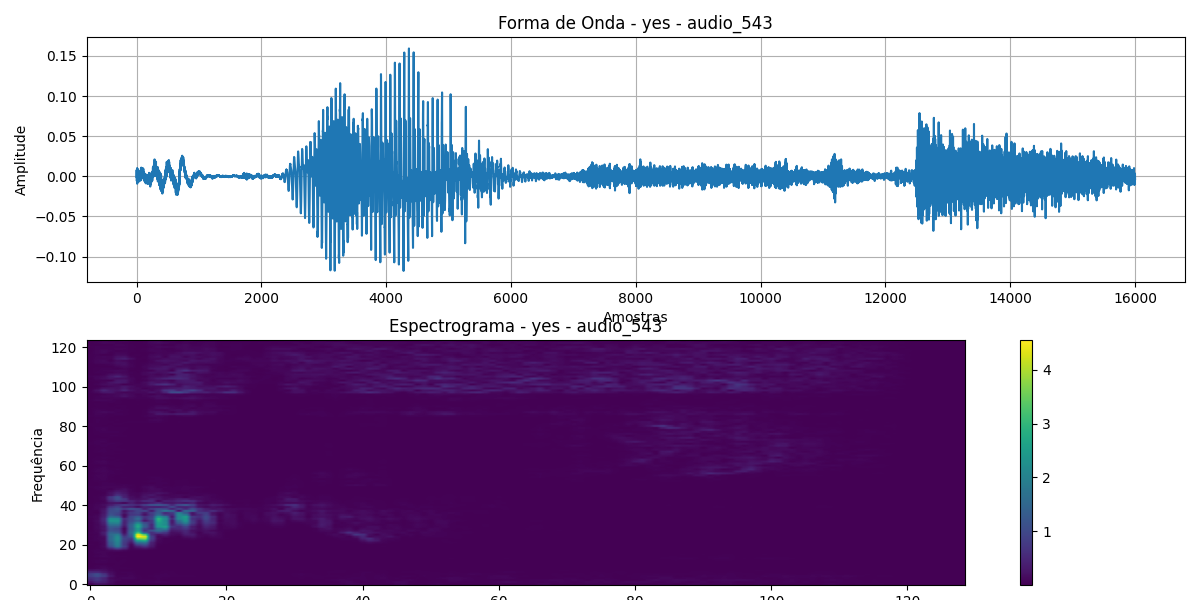 Forma de Onda - yes - audio_543
0.15
0.10
0.05
0.00
−0.05
−0.10
Amplitude
0 2000 4000 6000 8000 10000 12000 14000 16000
Amostras
Espectrograma - yes - audio_543
120
100
80
60
40
20
0
Frequência
0 20 40 60 80 100 120
4
3
2
1